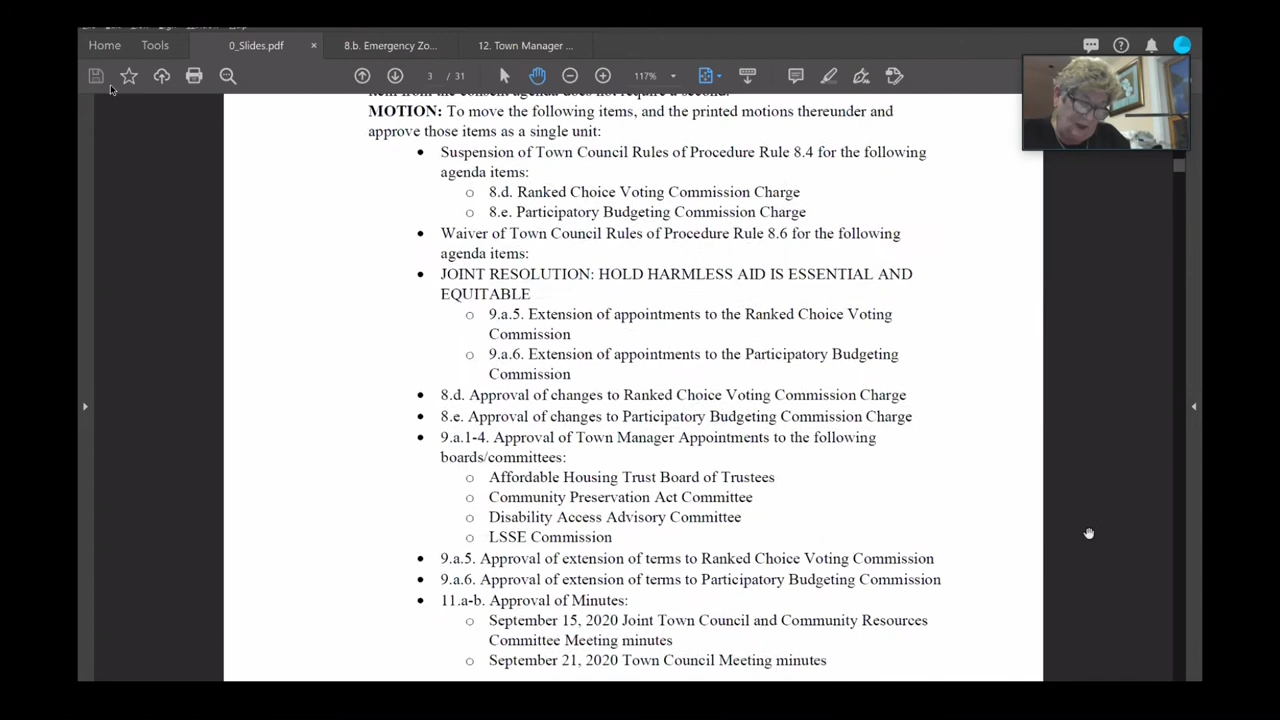 Home
Tools
0_Slides.pdf
×
8.b. Emergency Zo...
12. Town Manager ...
3 / 31
117%
item from the consent agenda does not require a second.
MOTION: To move the following items, and the printed motions thereunder and
approve those items as a single unit:
• Suspension of Town Council Rules of Procedure Rule 8.4 for the following
agenda items:
o 8.d. Ranked Choice Voting Commission Charge
o 8.e. Participatory Budgeting Commission Charge
• Waiver of Town Council Rules of Procedure Rule 8.6 for the following
agenda items:
• JOINT RESOLUTION: HOLD HARMLESS AID IS ESSENTIAL AND
EQUITABLE
o 9.a.5. Extension of appointments to the Ranked Choice Voting
Commission
o 9.a.6. Extension of appointments to the Participatory Budgeting
Commission
• 8.d. Approval of changes to Ranked Choice Voting Commission Charge
• 8.e. Approval of changes to Participatory Budgeting Commission Charge
• 9.a.1-4. Approval of Town Manager Appointments to the following
boards/committees:
o Affordable Housing Trust Board of Trustees
o Community Preservation Act Committee
o Disability Access Advisory Committee
o LSSE Commission
• 9.a.5. Approval of extension of terms to Ranked Choice Voting Commission
• 9.a.6. Approval of extension of terms to Participatory Budgeting Commission
• 11.a-b. Approval of Minutes:
o September 15, 2020 Joint Town Council and Community Resources
Committee Meeting minutes
o September 21, 2020 Town Council Meeting minutes